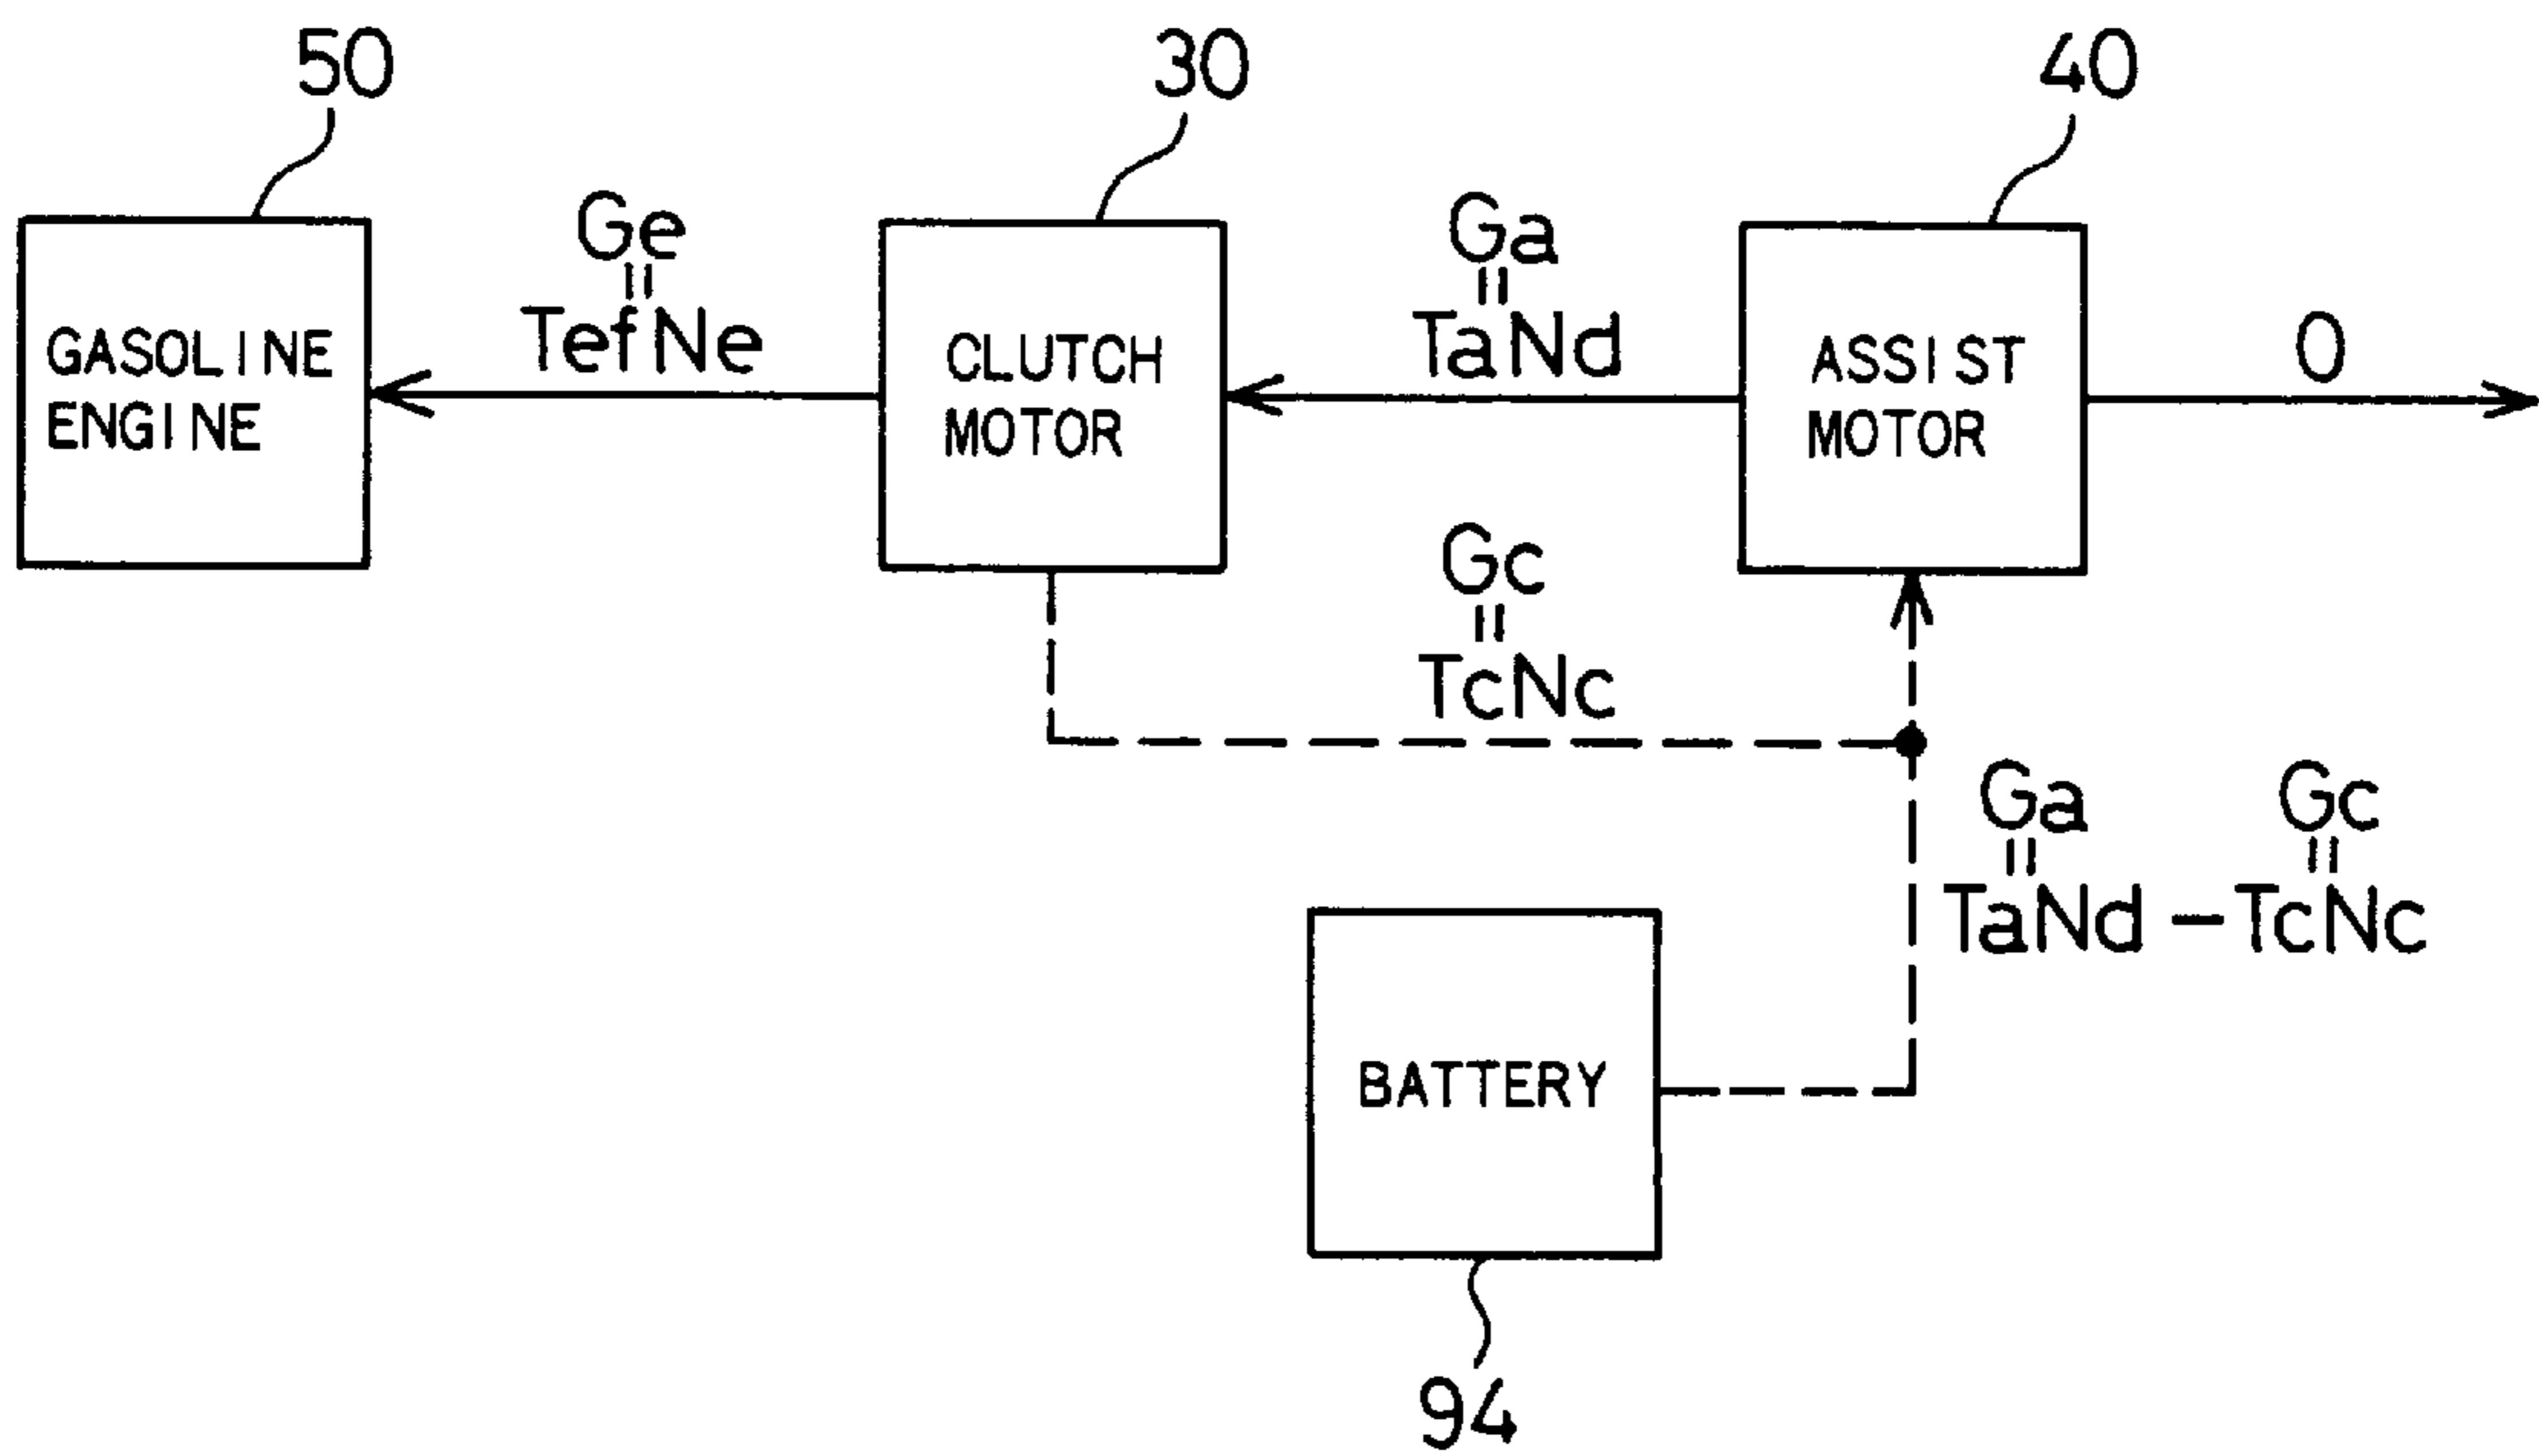 50
30
40
Ge
||
TefNe
Ga
||
TaNd
O
GASOLINE
ENGINE
CLUTCH
MOTOR
ASSIST
MOTOR
Gc
||
TcNc
Ga Gc
|| ||
TaNd - TcNc
BATTERY
94